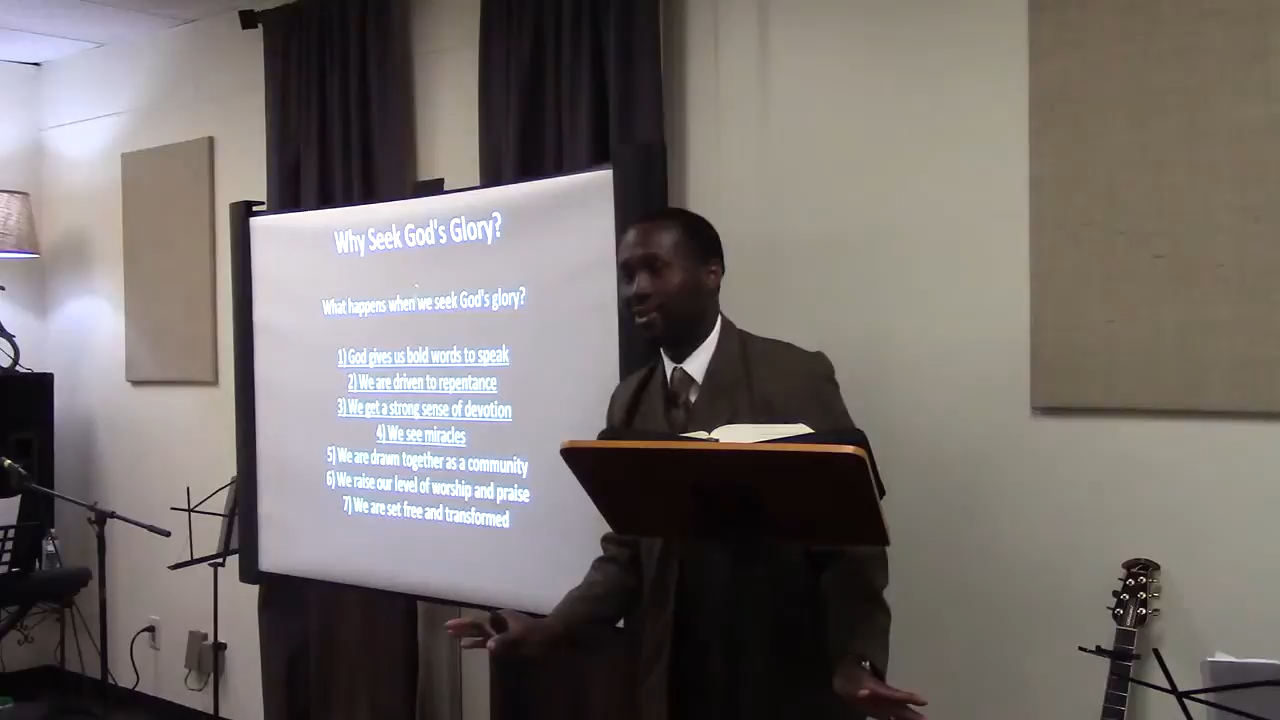 Why Seek God's Glory?
What happens when we seek God's glory?
1) God gives us bold words to speak
2) We are driven to repentance
3) We get a strong sense of devotion
4) We see miracles
5) We are drawn together as a community
6) We raise our level of worship and praise
7) We are set free and transformed